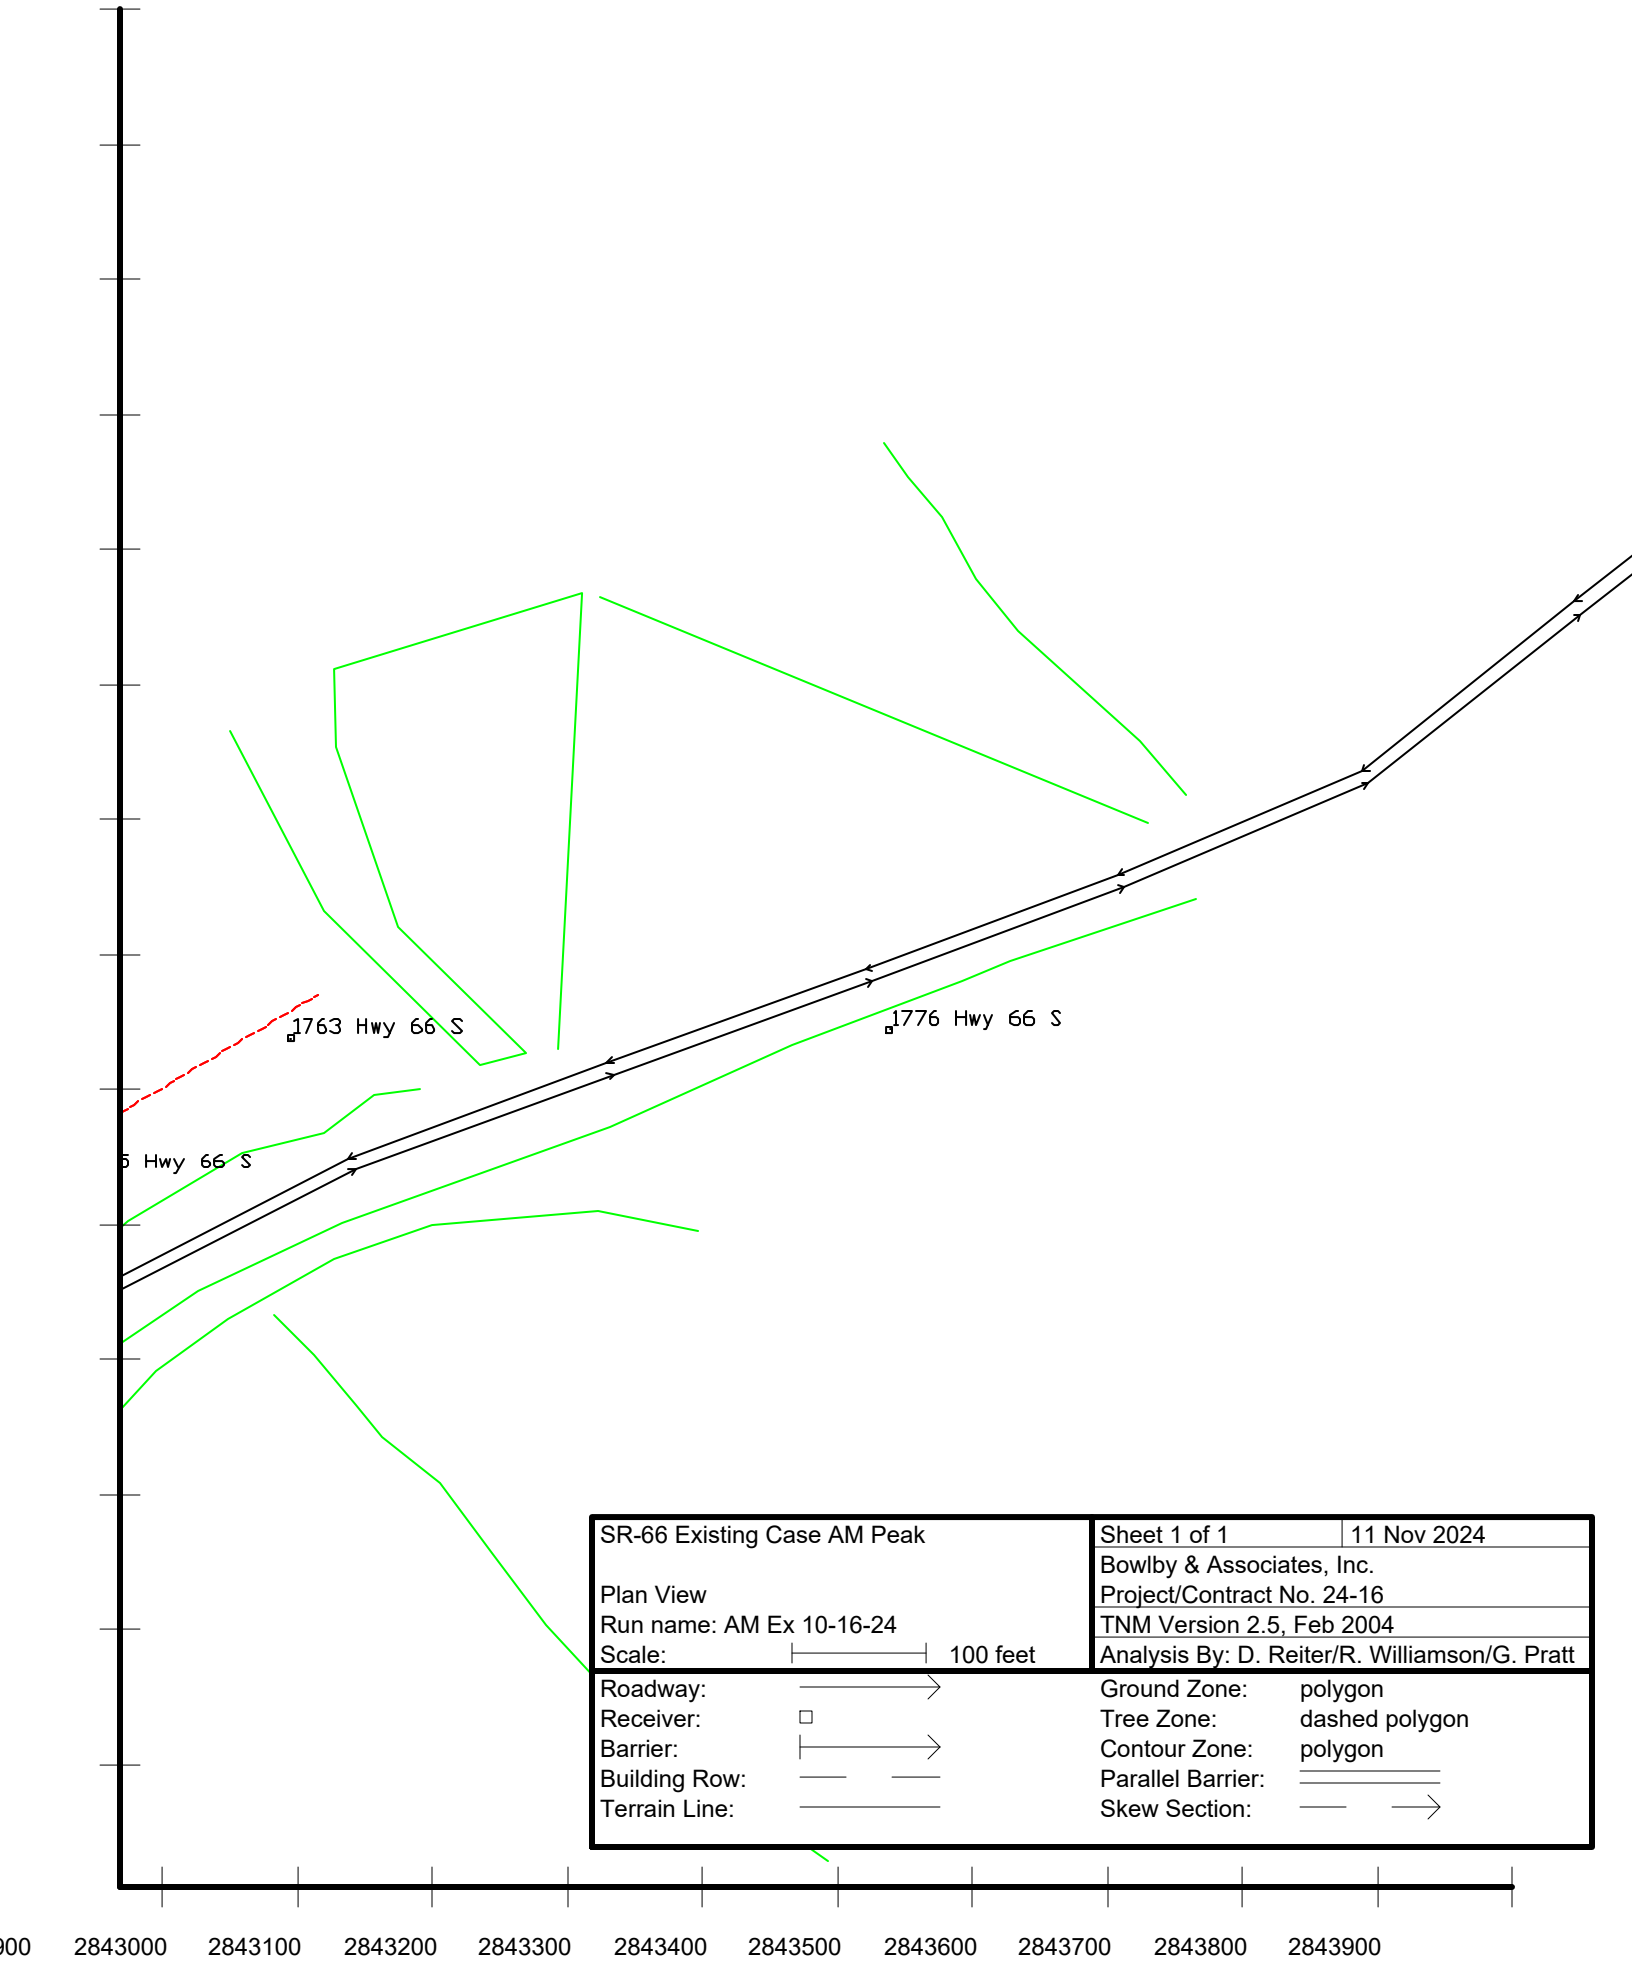 1763 Hwy 66 S
1776 Hwy 66 S
5 Hwy 66 S
SR-66 Existing Case AM Peak
Plan View
Run name: AM Ex 10-16-24
Scale: 100 feet
Sheet 1 of 1 11 Nov 2024
Bowlby & Associates, Inc.
Project/Contract No. 24-16
TNM Version 2.5, Feb 2004
Analysis By: D. Reiter/R. Williamson/G. Pratt
Roadway:
Receiver:
Barrier:
Building Row:
Terrain Line:
Ground Zone: polygon
Tree Zone: dashed polygon
Contour Zone: polygon
Parallel Barrier:
Skew Section:
900 2843000 2843100 2843200 2843300 2843400 2843500 2843600 2843700 2843800 2843900